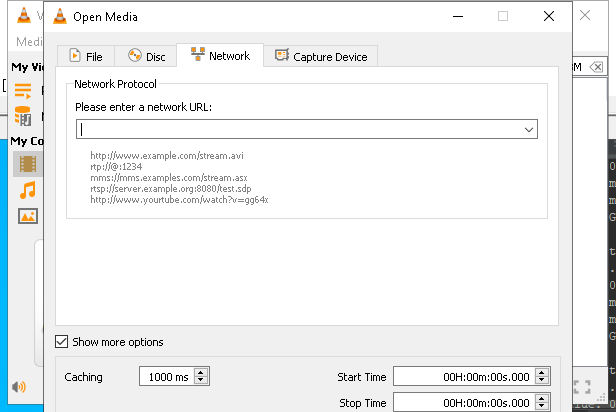 Open Media
Medi
File
Disc
Network
Capture Device
My Vi
My Co
Network Protocol
Please enter a network URL:
http://www.example.com/stream.avi
rtp://@:1234
mms://mms.examples.com/stream.asx
rtsp://server.example.org:8080/test.sdp
http://www.yourtube.com/watch?v=gg64x
Show more options
Caching
1000 ms
Start Time
00H:00m:00s.000
Stop Time
00H:00m:00s.000